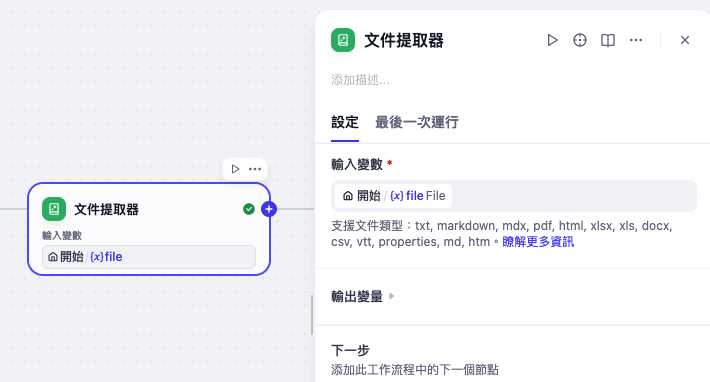 文件提取器
輸入變數
開始 / {x} file
文件提取器
添加描述...
設定 最後一次運行
輸入變數 *
開始 / {x} file File
支援文件類型：txt, markdown, mdx, pdf, html, xlsx, xls, docx,
csv, vtt, properties, md, htm。瞭解更多資訊
輸出變量
下一步
添加此工作流程中的下一個節點